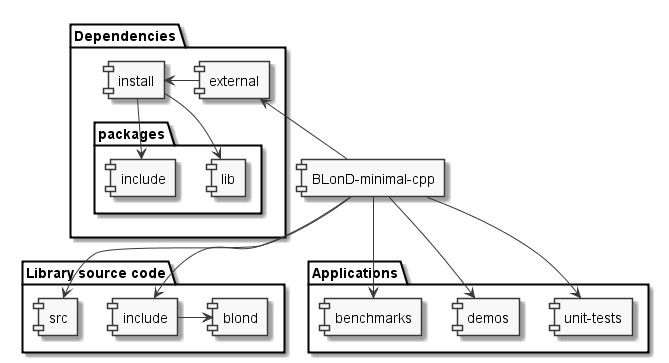 Dependencies
install
external
packages
include
lib
BLonD-minimal-cpp
Library source code
src
include
blond
Applications
benchmarks
demos
unit-tests